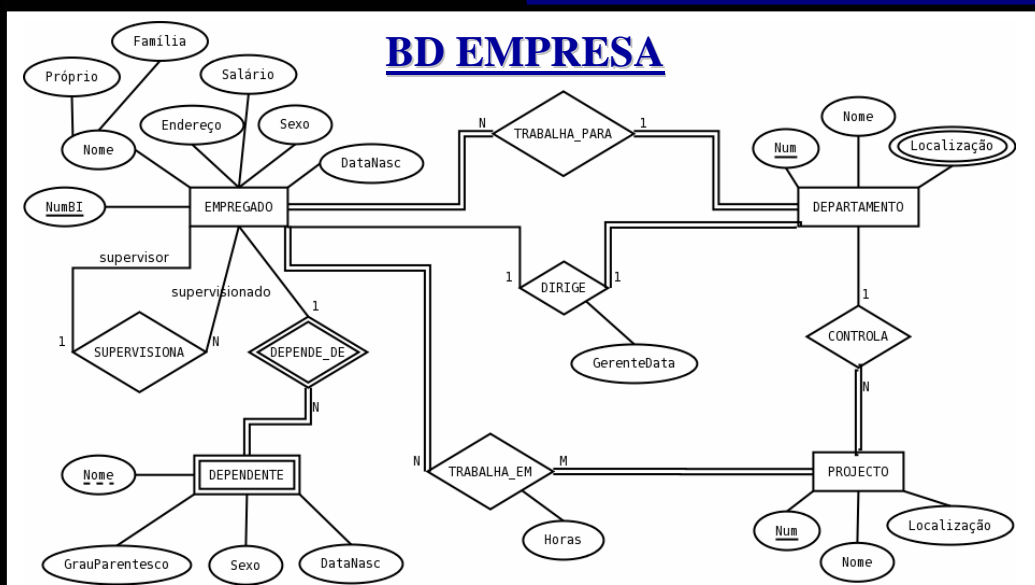 BD EMPRESA
Família
Próprio
Salário
Nome
Endereço
Sexo
DataNasc
NumBI
EMPREGADO
N
TRABALHA_PARA
1
Nome
Num
Localização
DEPARTAMENTO
supervisor
supervisionado
1
SUPERVISIONA
N
1
DEPENDE_DE
N
1
DIRIGE
1
GerenteData
1
CONTROLA
N
Nome
DEPENDENTE
GrauParentesco
Sexo
DataNasc
N
TRABALHA_EM
M
Horas
PROJECTO
Num
Nome
Localização